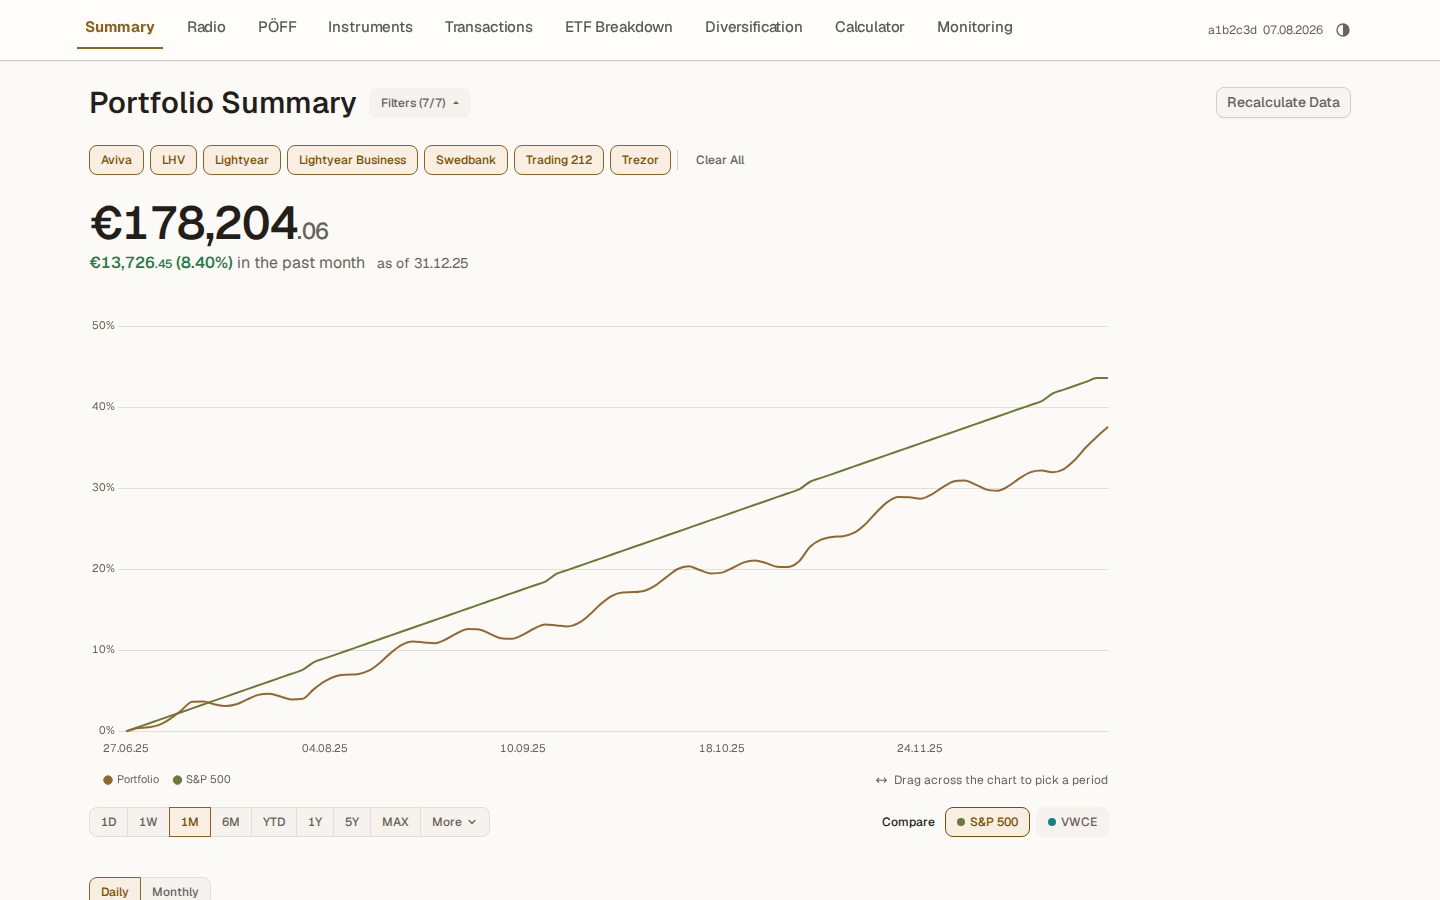 Summary Radio PÖFF Instruments Transactions ETF Breakdown Diversification Calculator Monitoring a1b2c3d 07.08.2026
Portfolio Summary Filters (7/7) Recalculate Data
Aviva LHV Lightyear Lightyear Business Swedbank Trading 212 Trezor Clear All
€178,204.06
€13,726.45 (8.40%) in the past month as of 31.12.25
50%
40%
30%
20%
10%
0%
27.06.25 04.08.25 10.09.25 18.10.25 24.11.25
Portfolio S&P 500 Drag across the chart to pick a period
1D 1W 1M 6M YTD 1Y 5Y MAX More Compare S&P 500 VWCE
Daily Monthly